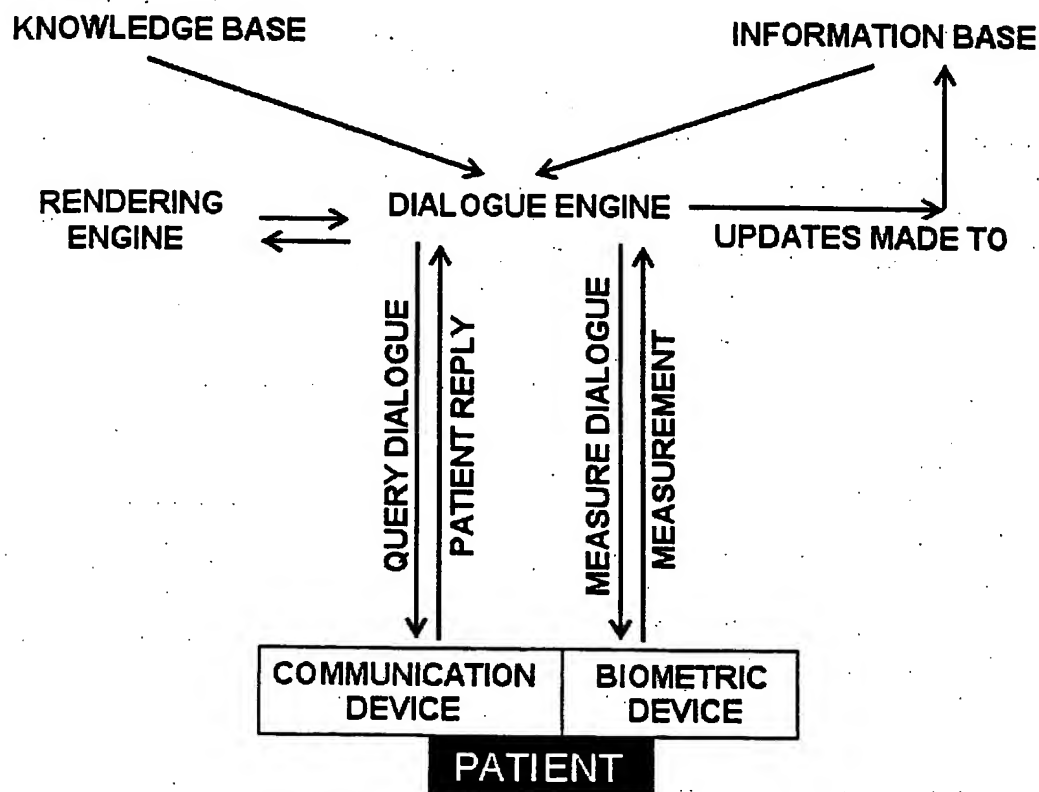 KNOWLEDGE BASE
INFORMATION BASE
RENDERING
ENGINE
DIALOGUE ENGINE
UPDATES MADE TO
QUERY DIALOGUE
PATIENT REPLY
MEASURE DIALOGUE
MEASUREMENT
COMMUNICATION
DEVICE
BIOMETRIC
DEVICE
PATIENT